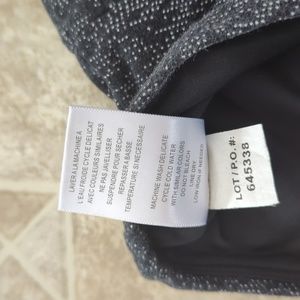 LAVER A LA MACHINE A
L'EAU FROIDE CYCLE DELICAT
AVEC COULEURS SIMILAIRES
NE PAS JAVELLISER
SUSPENDRE POUR SECHER
REPASSER A BASSE
TEMPERATURE SI NECESSAIRE
MACHINE WASH DELICATE
CYCLE COLD WATER
WITH SIMILAR COLORS
DO NOT BLEACH
LINE DRY
LOW IRON IF NEEDED
LOT / P.O. #:
645338